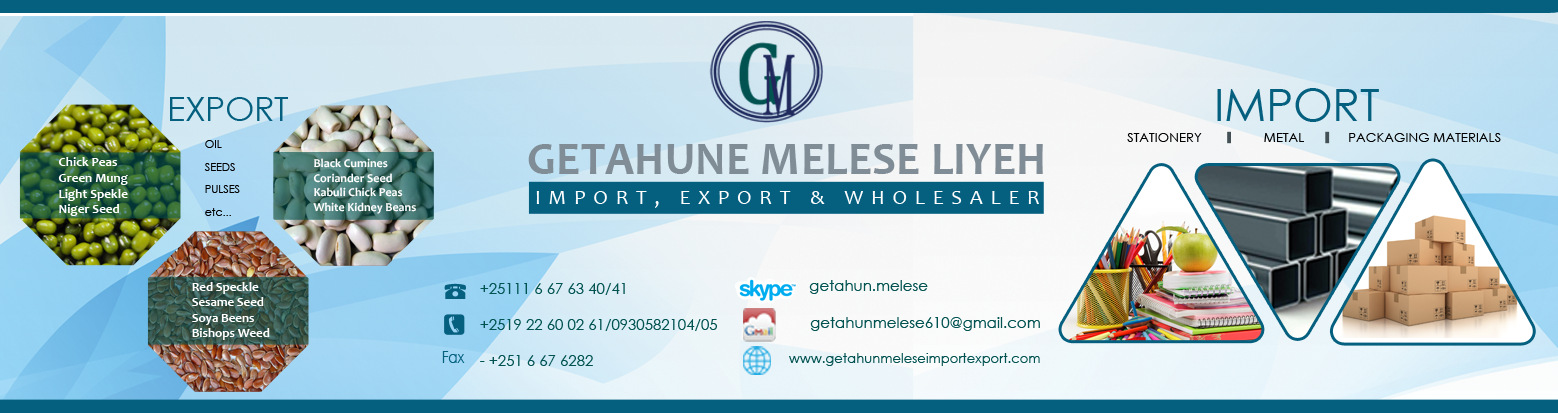 EXPORT
OIL
SEEDS
PULSES
etc...
Chick Peas
Green Mung
Light Spekle
Niger Seed
Black Cumines
Coriander Seed
Kabuli Chick Peas
White Kidney Beans
Red Speckle
Sesame Seed
Soya Beens
Bishops Weed
GM
GETAHUNE MELESE LIYEH
IMPORT, EXPORT & WHOLESALER
+25111 6 67 63 40/41
+2519 22 60 02 61/0930582104/05
Fax - +251 6 67 6282
skype getahun.melese
Gmail getahunmelese610@gmail.com
www.getahunmeleseimportexport.com
IMPORT
STATIONERY | METAL | PACKAGING MATERIALS